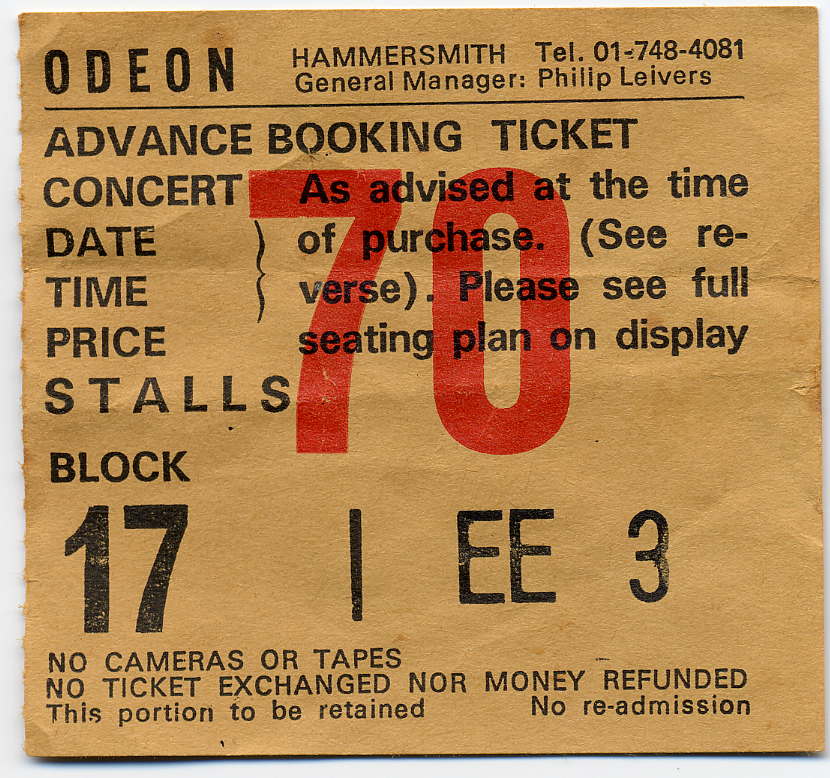 ODEON HAMMERSMITH Tel. 01-748-4081
General Manager: Philip Leivers
ADVANCE BOOKING TICKET
CONCERT As advised at the time
DATE of purchase. (See re-
TIME verse). Please see full
PRICE seating plan on display
STALLS
70
BLOCK
17 | EE 3
NO CAMERAS OR TAPES
NO TICKET EXCHANGED NOR MONEY REFUNDED
This portion to be retained No re-admission